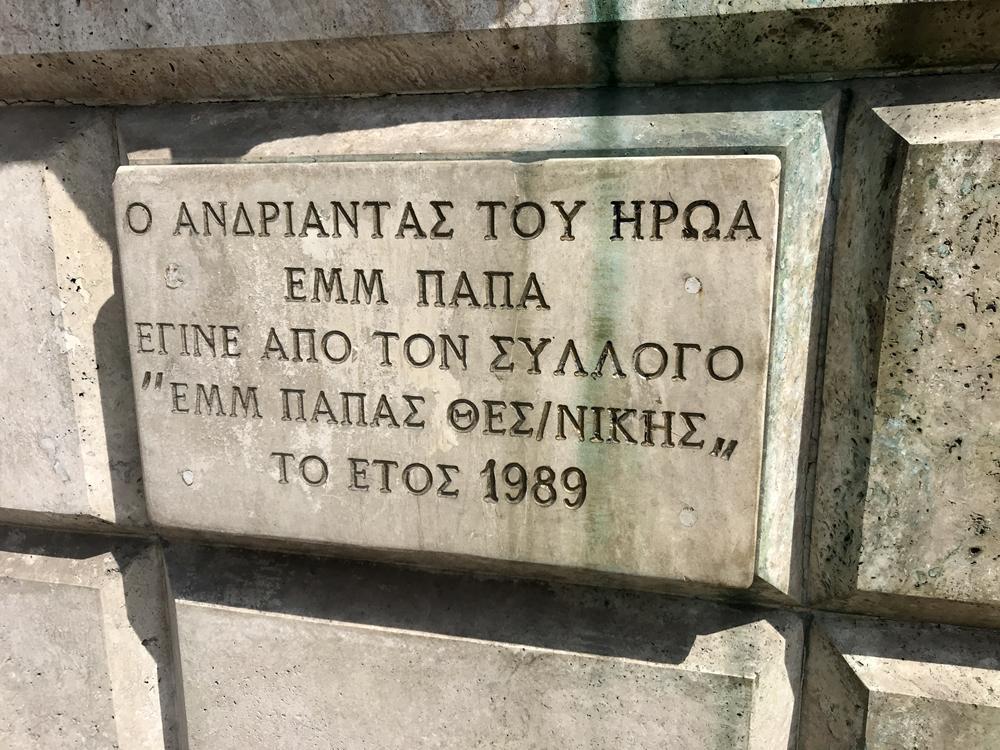 Ο ΑΝΔΡΙΑΝΤΑΣ ΤΟΥ ΗΡΩΑ
ΕΜΜ ΠΑΠΑ
ΕΓΙΝΕ ΑΠΟ ΤΟΝ ΣΥΛΛΟΓΟ
"ΕΜΜ ΠΑΠΑΣ ΘΕΣ/ΝΙΚΗΣ„
ΤΟ ΕΤΟΣ 1989